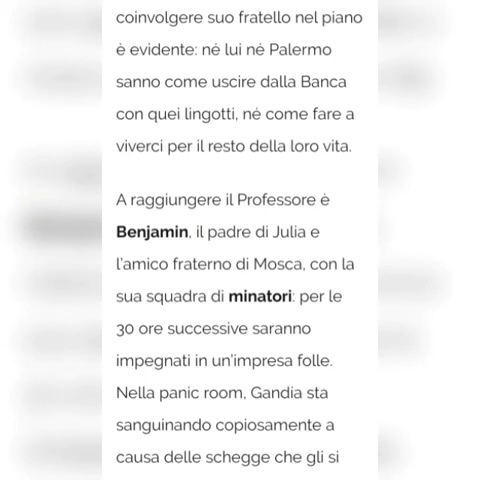 coinvolgere suo fratello nel piano
è evidente: né lui né Palermo
sanno come uscire dalla Banca
con quei lingotti, né come fare a
viverci per il resto della loro vita.
A raggiungere il Professore è
Benjamin, il padre di Julia e
l'amico fraterno di Mosca, con la
sua squadra di minatori: per le
30 ore successive saranno
impegnati in un'impresa folle.
Nella panic room, Gandia sta
sanguinando copiosamente a
causa delle schegge che gli si